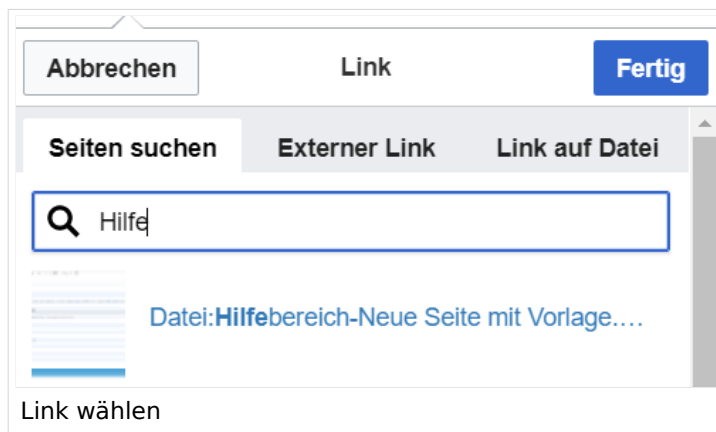 Abbrechen Link Fertig
Seiten suchen Externer Link Link auf Datei
Hilfe
Datei:Hilfebereich-Neue Seite mit Vorlage....
Link wählen